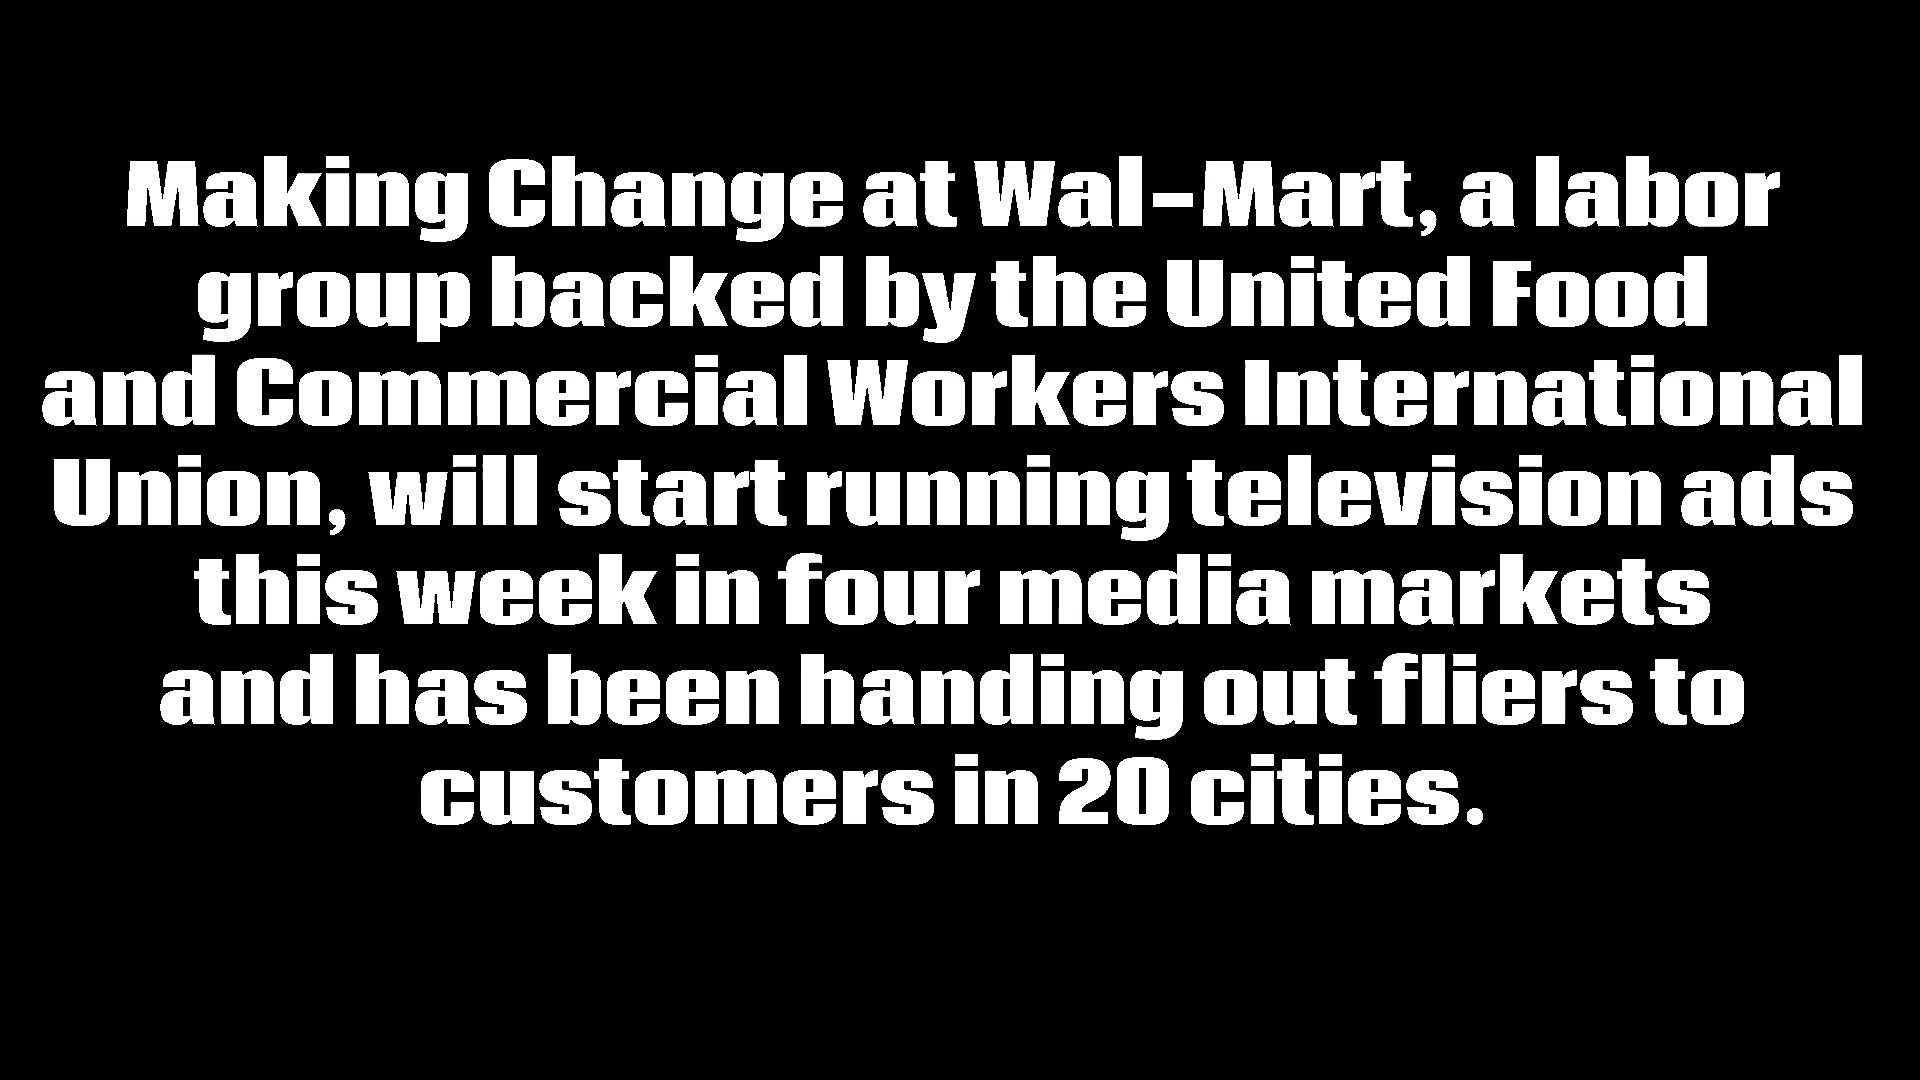 Making Change at Wal-Mart, a labor
group backed by the United Food
and Commercial Workers International
Union, will start running television ads
this week in four media markets
and has been handing out fliers to
customers in 20 cities.